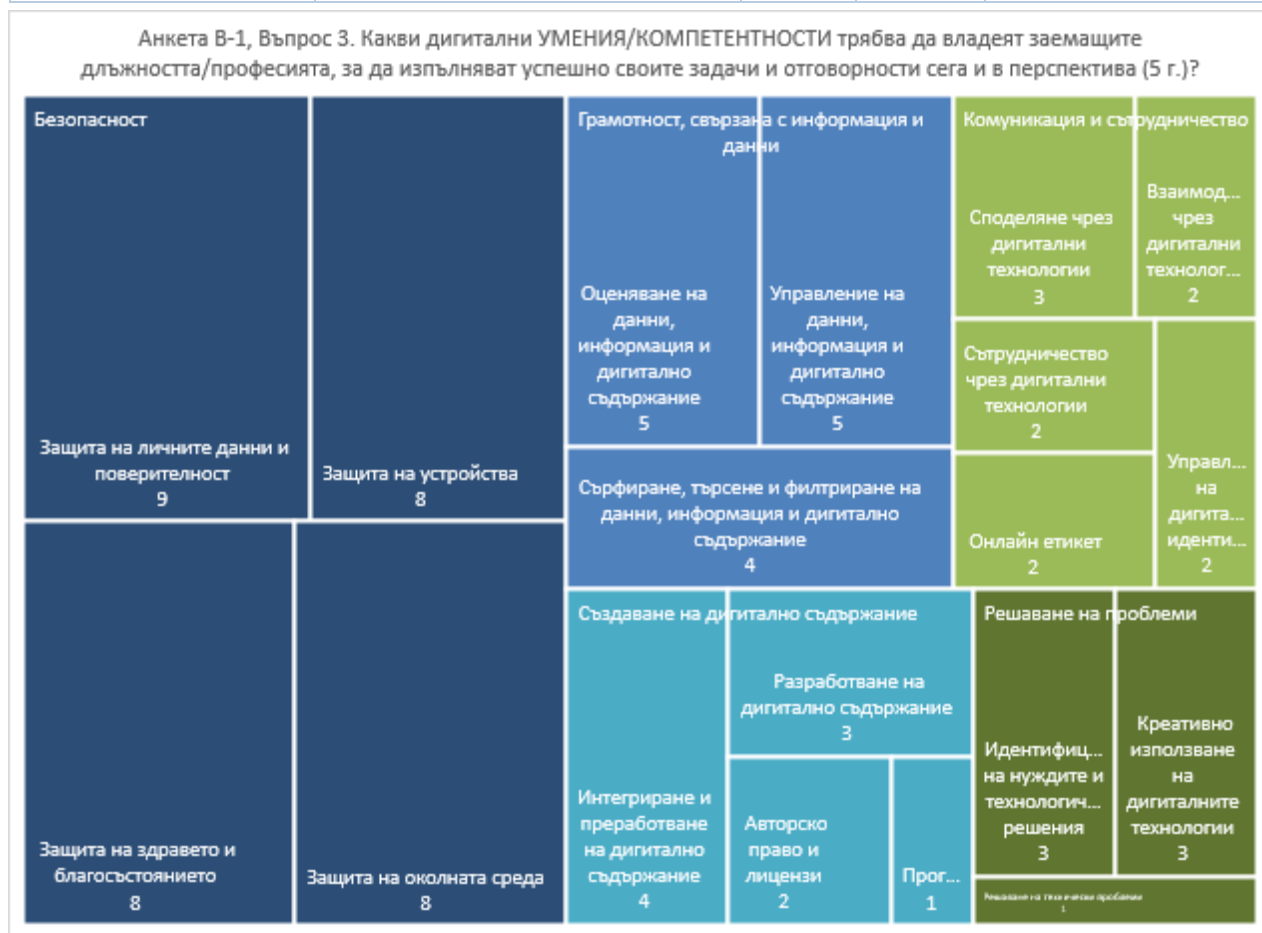 Анкета В-1, Въпрос 3. Какви дигитални УМЕНИЯ/КОМПЕТЕНТНОСТИ трябва да владеят заемащите
длъжността/професията, за да изпълняват успешно своите задачи и отговорности сега и в перспектива (5 г.)?
Безопасност
Защита на личните данни и
поверителност
9
Защита на устройства
8
Защита на здравето и
благосъстоянието
8
Защита на околната среда
8
Грамотност, свързана с информация и
данни
Оценяване на
данни,
информация и
дигитално
съдържание
5
Управление на
данни,
информация и
дигитално
съдържание
5
Сърфиране, търсене и филтриране на
данни, информация и дигитално
съдържание
4
Комуникация и сътрудничество
Споделяне чрез
дигитални
технологии
3
Взаимод...
чрез
дигитални
технолог...
2
Сътрудничество
чрез дигитални
технологии
2
Онлайн етикет
2
Управл...
на
дигита...
иденти...
2
Създаване на дигитално съдържание
Интегриране и
преработване
на дигитално
съдържание
4
Разработване на
дигитално съдържание
3
Авторско
право и
лицензи
2
Прог...
1
Решаване на проблеми
Идентифиц...
на нуждите и
технологич...
решения
3
Креативно
използване
на
дигиталните
технологии
3
Решаване на технически проблеми
1